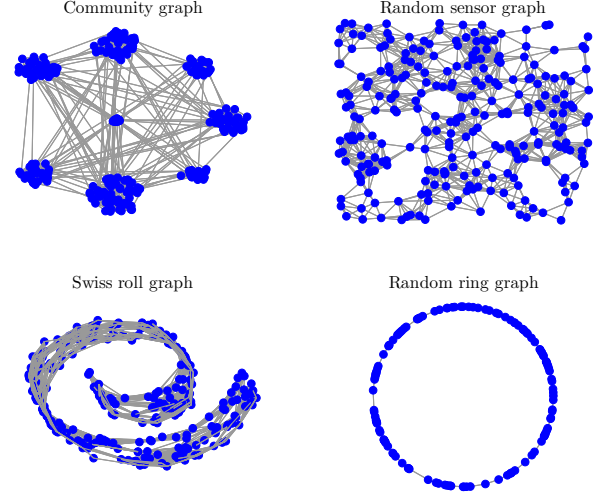 Community graph
Random sensor graph
Swiss roll graph
Random ring graph